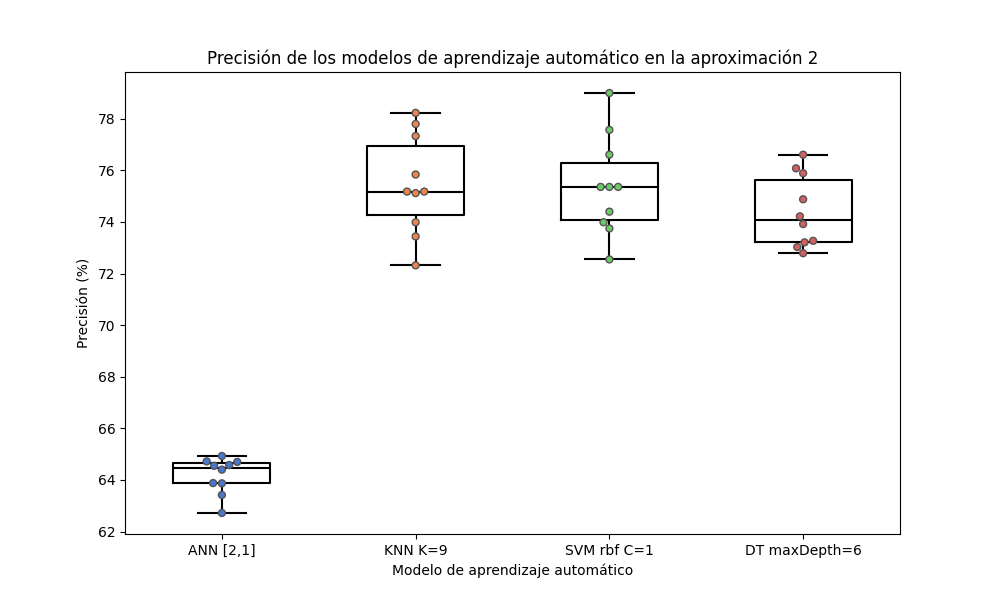 Precisión de los modelos de aprendizaje automático en la aproximación 2
Precisión (%)
78
76
74
72
70
68
66
64
62
ANN [2,1] KNN K=9 SVM rbf C=1 DT maxDepth=6
Modelo de aprendizaje automático